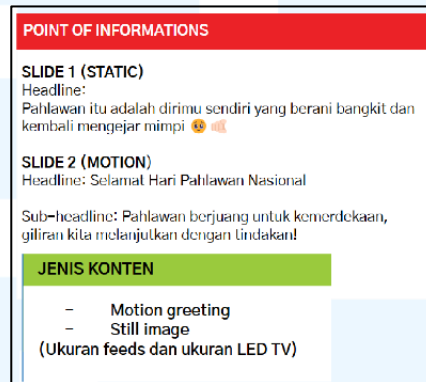 POINT OF INFORMATIONS
SLIDE 1 (STATIC)
Headline:
Pahlawan itu adalah dirimu sendiri yang berani bangkit dan
kembali mengejar mimpi 🥹🤜🏻
SLIDE 2 (MOTION)
Headline: Selamat Hari Pahlawan Nasional
Sub-headline: Pahlawan berjuang untuk kemerdekaan,
giliran kita melanjutkan dengan tindakan!
JENIS KONTEN
- Motion greeting
- Still image
(Ukuran feeds dan ukuran LED TV)